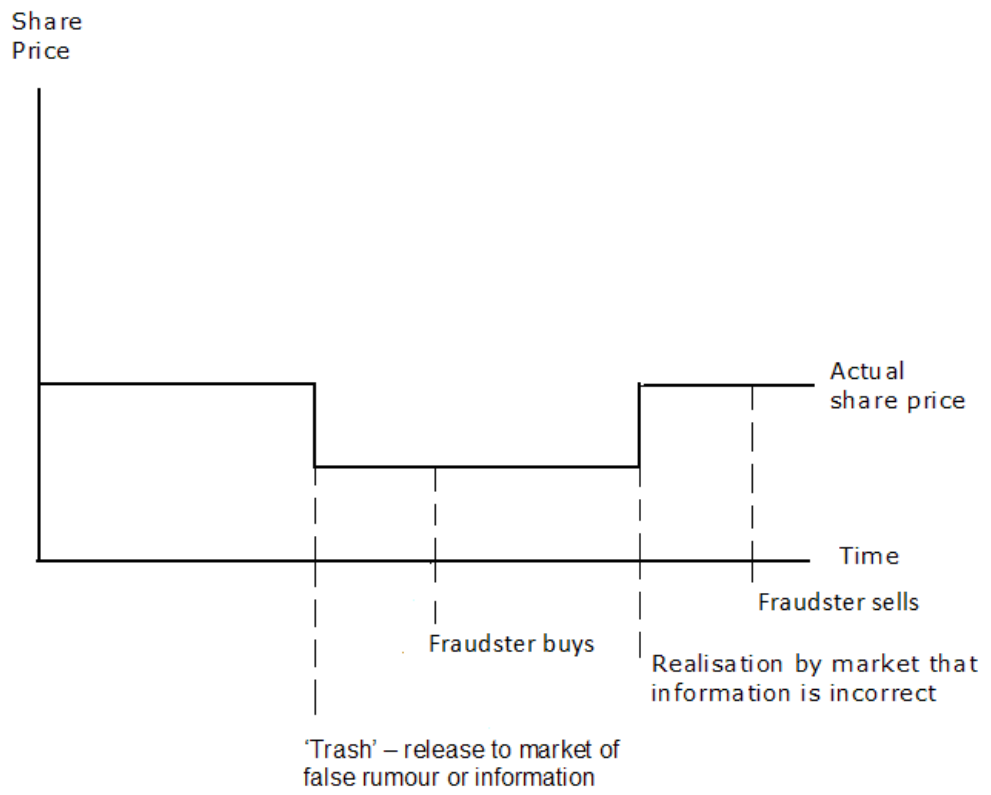 Share
Price
Actual
share price
Time
Fraudster sells
Fraudster buys
Realisation by market that
information is incorrect
‘Trash’ – release to market of
false rumour or information